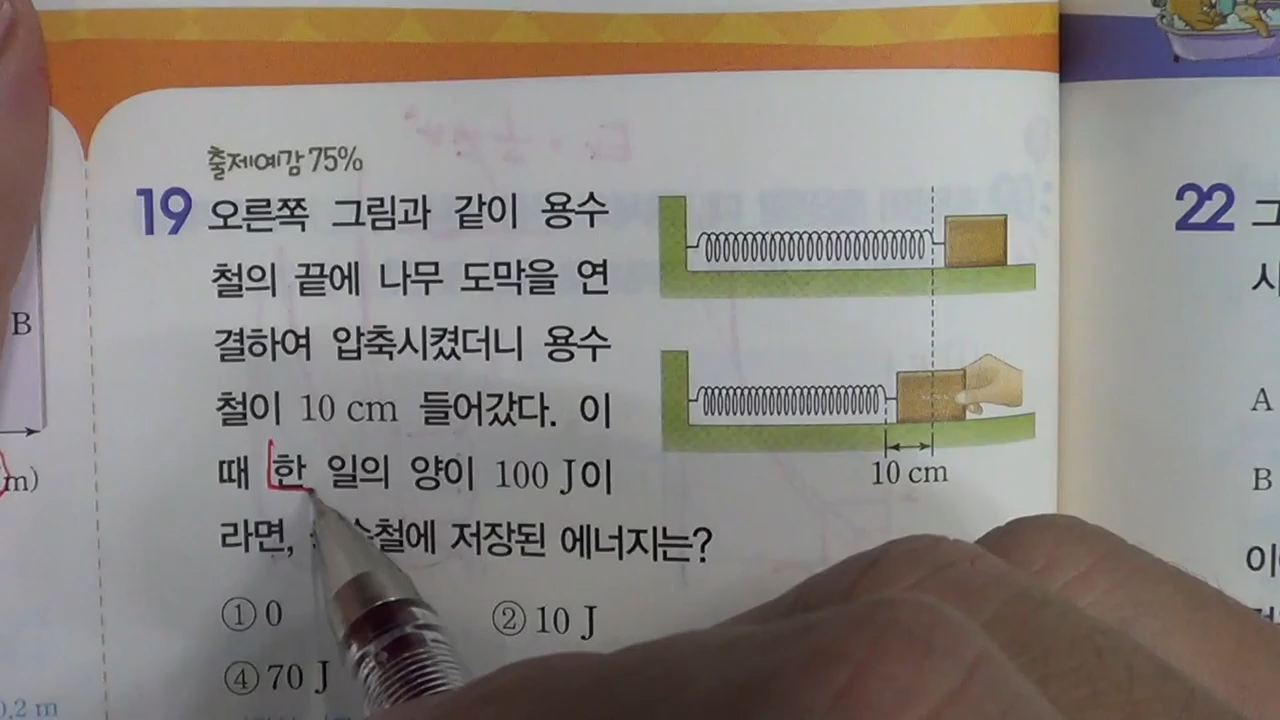 출제예감 75%
19 오른쪽 그림과 같이 용수
철의 끝에 나무 도막을 연
결하여 압축시켰더니 용수
철이 10 cm 들어갔다. 이
때 한 일의 양이 100 J이
라면, 철에 저장된 에너지는?
① 0 ② 10 J
④ 70 J
10 cm
B
m)
0,2 m
22 그
A
B